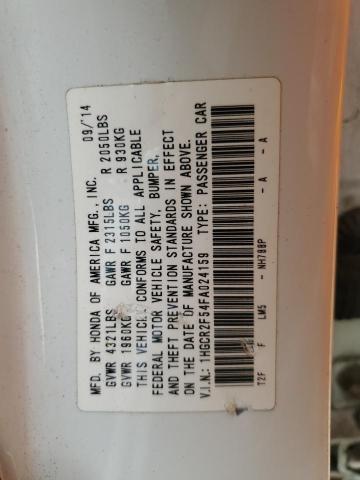 MFD. BY HONDA OF AMERICA MFG., INC. 09/'14
GVWR 4321LBS GAWR F 2315LBS R 2050LBS
GVWR 1960KG GAWR F 1050KG R 930KG
THIS VEHICLE CONFORMS TO ALL APPLICABLE
FEDERAL MOTOR VEHICLE SAFETY, BUMPER,
AND THEFT PREVENTION STANDARDS IN EFFECT
ON THE DATE OF MANUFACTURE SHOWN ABOVE.
V.I.N.: 1HGCR2F54FA024159 TYPE: PASSENGER CAR
T2F F LM5 - NH788P - A - A